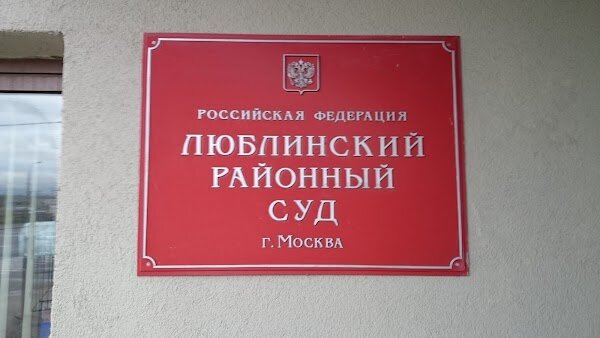 РОССИЙСКАЯ ФЕДЕРАЦИЯ
ЛЮБЛИНСКИЙ
РАЙОННЫЙ
СУД
г. МОСКВА